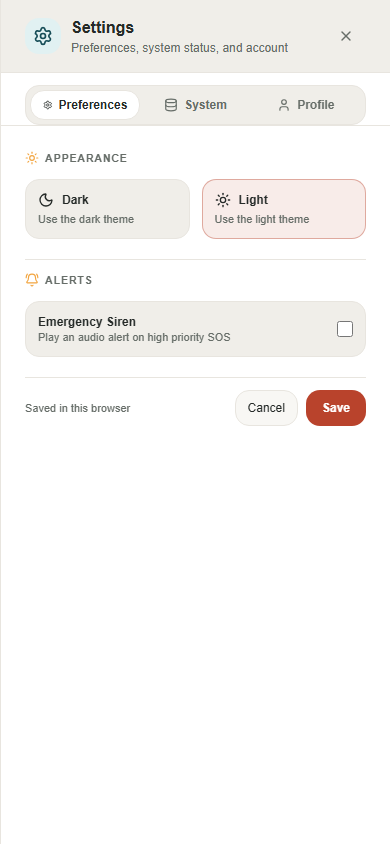 Settings
Preferences, system status, and account
Preferences
System
Profile
APPEARANCE
Dark
Use the dark theme
Light
Use the light theme
ALERTS
Emergency Siren
Play an audio alert on high priority SOS
Saved in this browser
Cancel
Save